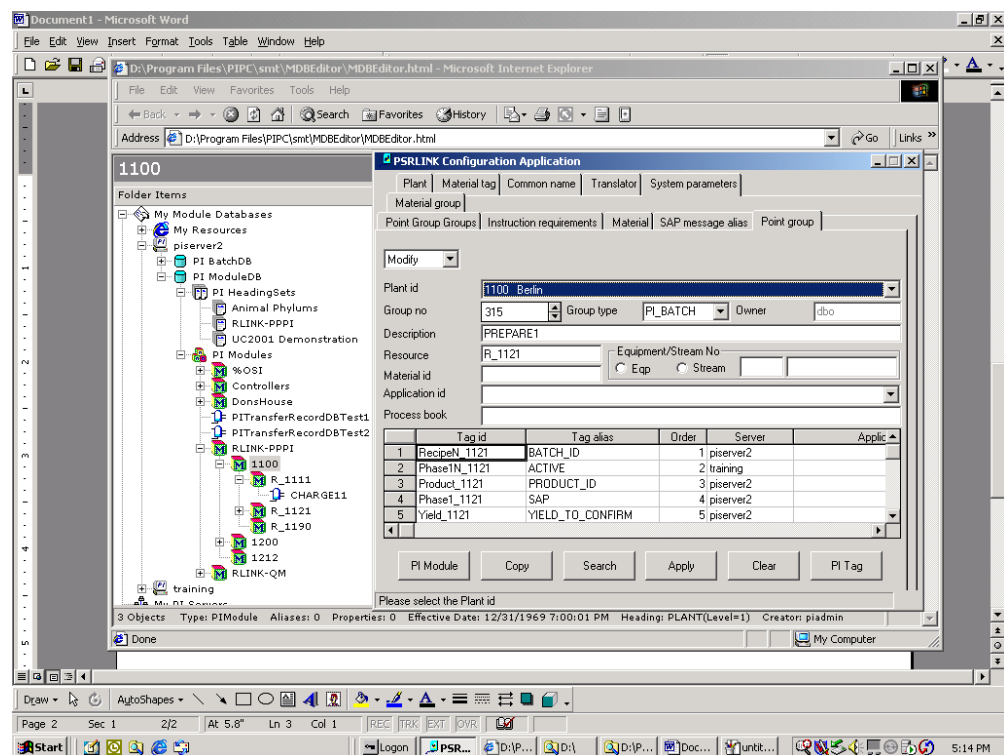 Document1 - Microsoft Word
File Edit View Insert Format Tools Table Window Help
D:\Program Files\PIPC\smt\MDBEditor\MDBEditor.html - Microsoft Internet Explorer
File Edit View Favorites Tools Help
Back Search Favorites History
Address D:\Program Files\PIPC\smt\MDBEditor\MDBEditor.html Go Links »
1100
Folder Items
My Module Databases
My Resources
piserver2
PI BatchDB
PI ModuleDB
PI HeadingSets
Animal Phylums
RLINK-PPPI
UC2001 Demonstration
PI Modules
%OSI
Controllers
DonsHouse
PITransferRecordDBTest1
PITransferRecordDBTest2
RLINK-PPPI
1100
R_1111
CHARGE11
R_1121
R_1190
1200
1212
RLINK-QM
training
My PI Servers
PSRLINK Configuration Application
Plant Material tag Common name Translator System parameters
Material group
Point Group Groups Instruction requirements Material SAP message alias Point group
Modify
Plant id 1100 Berlin
Group no 315 Group type PI_BATCH Owner dbo
Description PREPARE1
Resource R_1121 Equipment/Stream No
Eqp Stream
Material id
Application id
Process book
Tag id Tag alias Order Server Applic
1 RecipeN_1121 BATCH_ID 1 piserver2
2 Phase1N_1121 ACTIVE 2 training
3 Product_1121 PRODUCT_ID 3 piserver2
4 Phase1_1121 SAP 4 piserver2
5 Yield_1121 YIELD_TO_CONFIRM 5 piserver2
PI Module Copy Search Apply Clear PI Tag
Please select the Plant id
3 Objects Type: PIModule Aliases: 0 Properties: 0 Effective Date: 12/31/1969 7:00:01 PM Heading: PLANT(Level=1) Creator: piadmin
Done My Computer
Draw AutoShapes
Page 2 Sec 1 2/2 At 5.8" Ln 3 Col 1 REC TRK EXT OVR
Start Logon PSR... D:\P... D:\ D:\P... Doc... untit... 5:14 PM